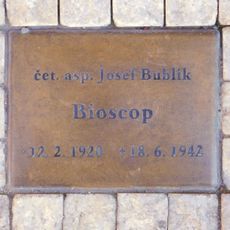 čet. asp. Josef Bublík
Bioscop
*12. 2. 1920 +18. 6. 1942